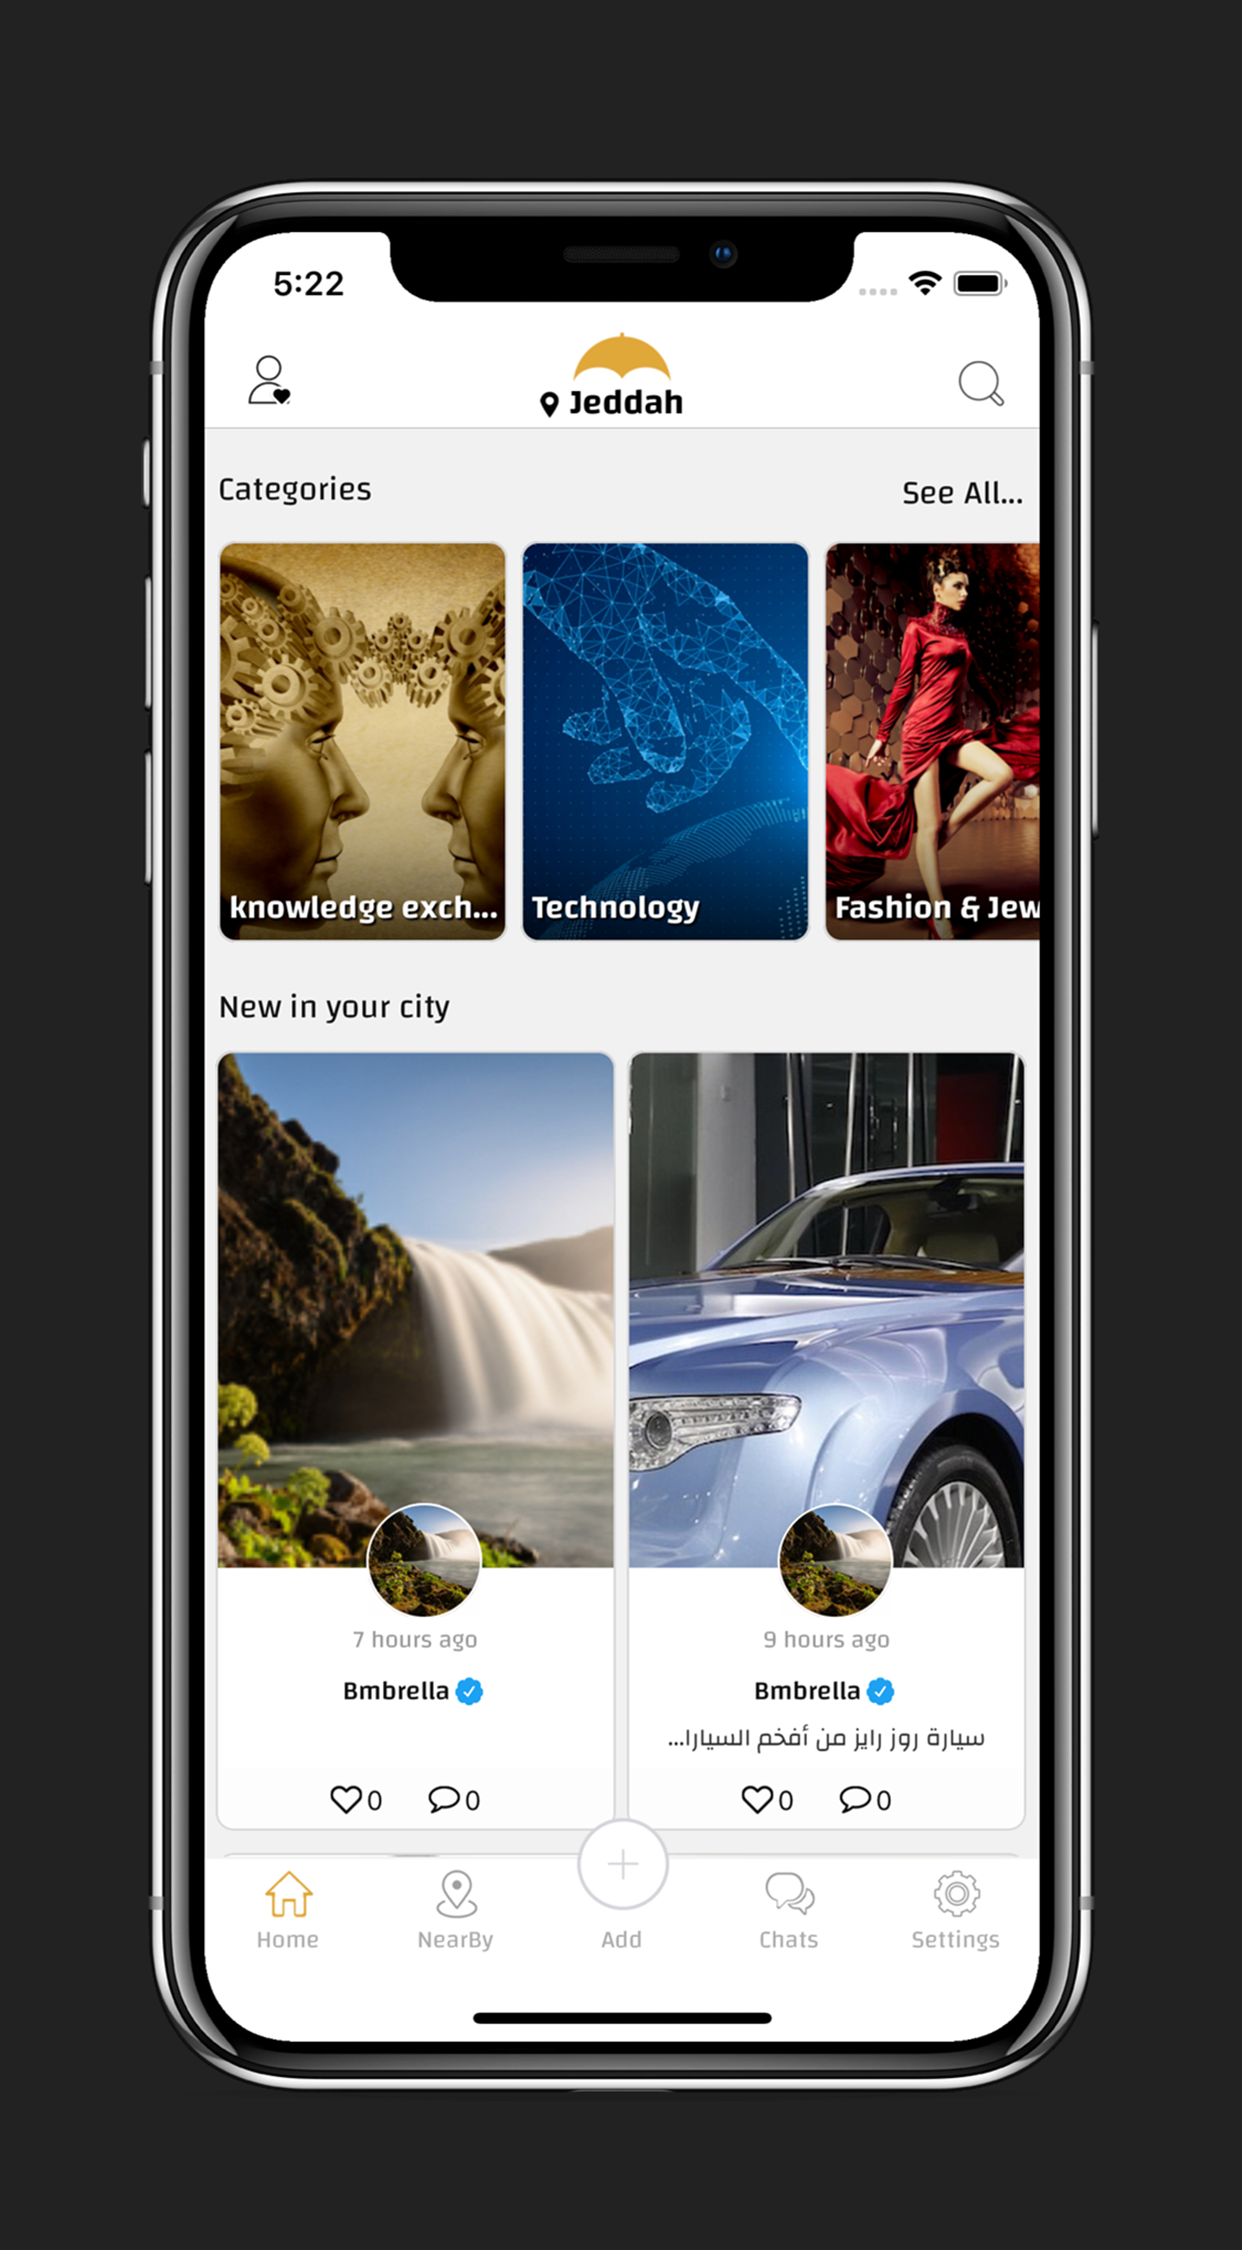 5:22
Jeddah
Categories
See All...
knowledge exch...
Technology
Fashion & Jew
New in your city
7 hours ago
Bmbrella
0 0
9 hours ago
Bmbrella
سيارة روز رايز من أفخم السيارا...
0 0
Home
NearBy
Add
Chats
Settings